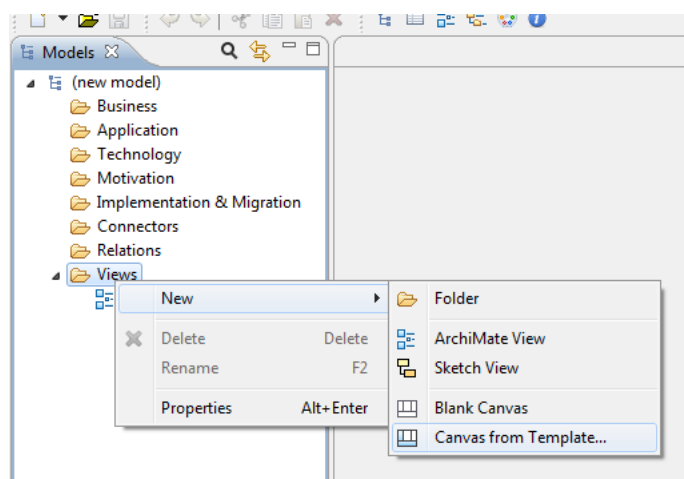 Models
(new model)
Business
Application
Technology
Motivation
Implementation & Migration
Connectors
Relations
Views
New
Delete Delete
Rename F2
Properties Alt+Enter
Folder
ArchiMate View
Sketch View
Blank Canvas
Canvas from Template...